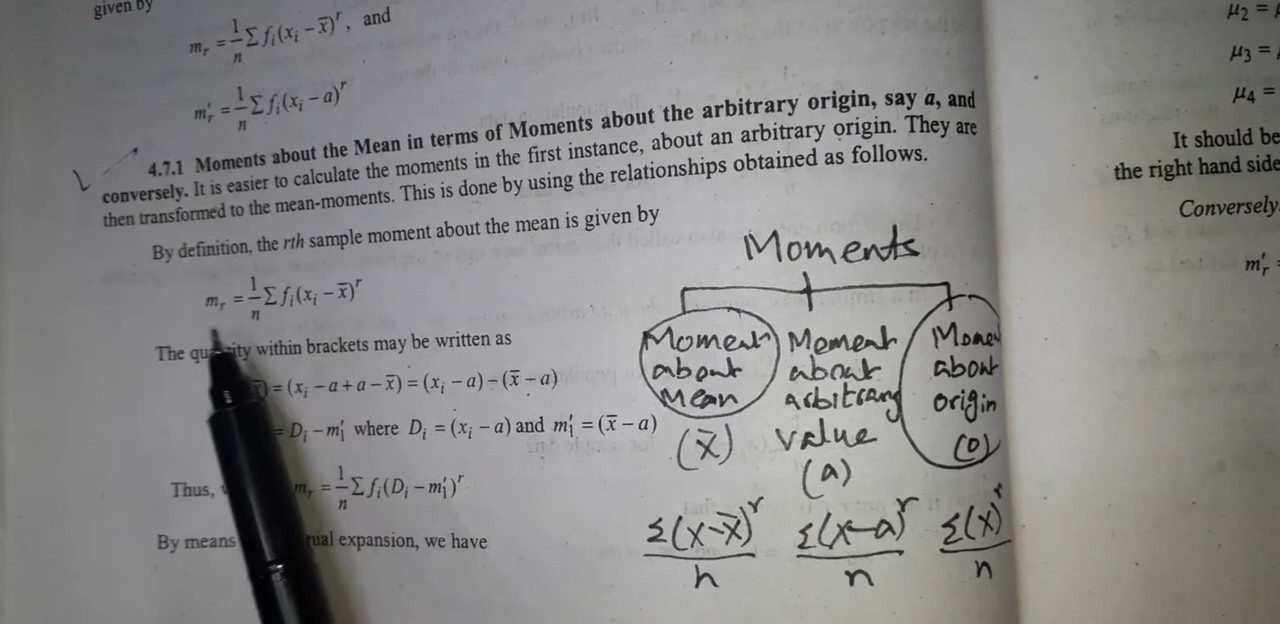 given by
m_r = 1/n Σ f_i(x_i − x̄)^r, and
m'_r = 1/n Σ f_i(x_i − a)^r
4.7.1 Moments about the Mean in terms of Moments about the arbitrary origin, say a, and
conversely. It is easier to calculate the moments in the first instance, about an arbitrary origin. They are
then transformed to the mean-moments. This is done by using the relationships obtained as follows.
By definition, the rth sample moment about the mean is given by
m_r = 1/n Σ f_i(x_i − x̄)^r
The within brackets may be written as
= (x_i − a + a − x̄) = (x_i − a) − (x̄ − a)
= D_i − m'_1 where D_i = (x_i − a) and m'_1 = (x̄ − a)
Thus, m_r = 1/n Σ f_i(D_i − m'_1)^r
By means expansion, we have
Moments
Moment about Mean (x̄)
Moment about arbitrary value (a)
Moment about origin (0)
Σ(x−x̄)^r / n
Σ(x−a)^r / n
Σ(x)^r / n
μ₂ =
μ₃ =
μ₄ =
It should be
the right hand side
Conversely
m'_r =